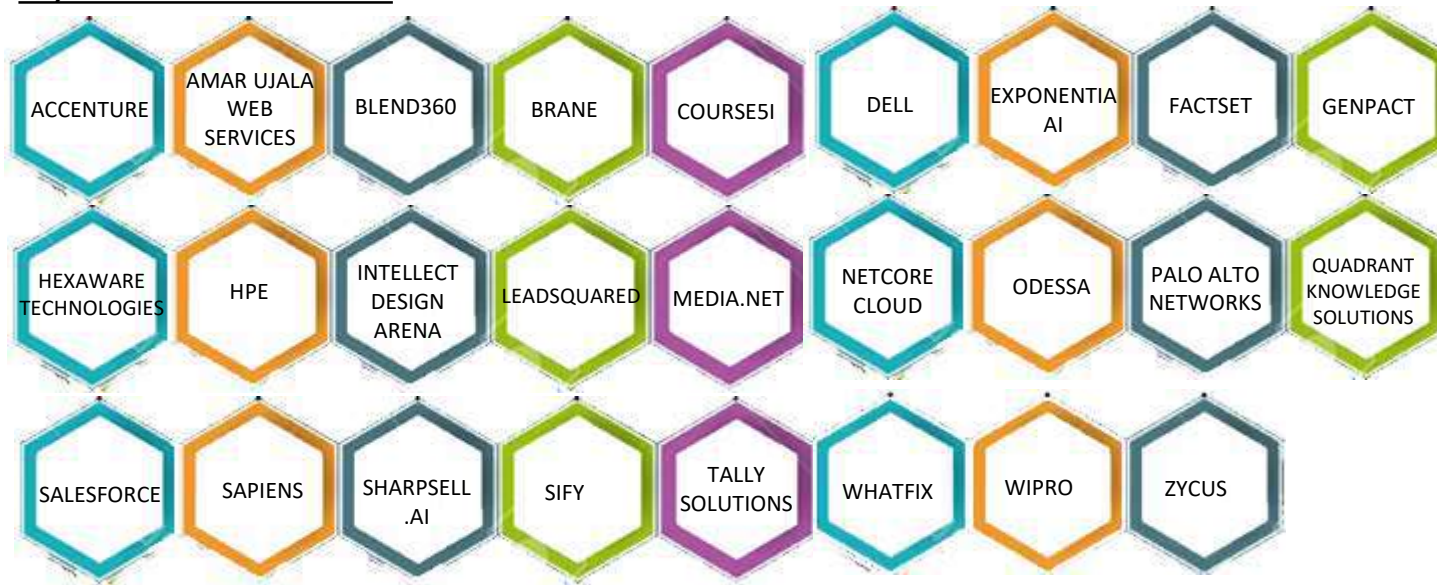 ACCENTURE
AMAR UJALA
WEB
SERVICES
BLEND360
BRANE
COURSE5I
DELL
EXPONENTIA
AI
FACTSET
GENPACT
HEXAWARE
TECHNOLOGIES
HPE
INTELLECT
DESIGN
ARENA
LEADSQUARED
MEDIA.NET
NETCORE
CLOUD
ODESSA
PALO ALTO
NETWORKS
QUADRANT
KNOWLEDGE
SOLUTIONS
SALESFORCE
SAPIENS
SHARPSELL
.AI
SIFY
TALLY
SOLUTIONS
WHATFIX
WIPRO
ZYCUS